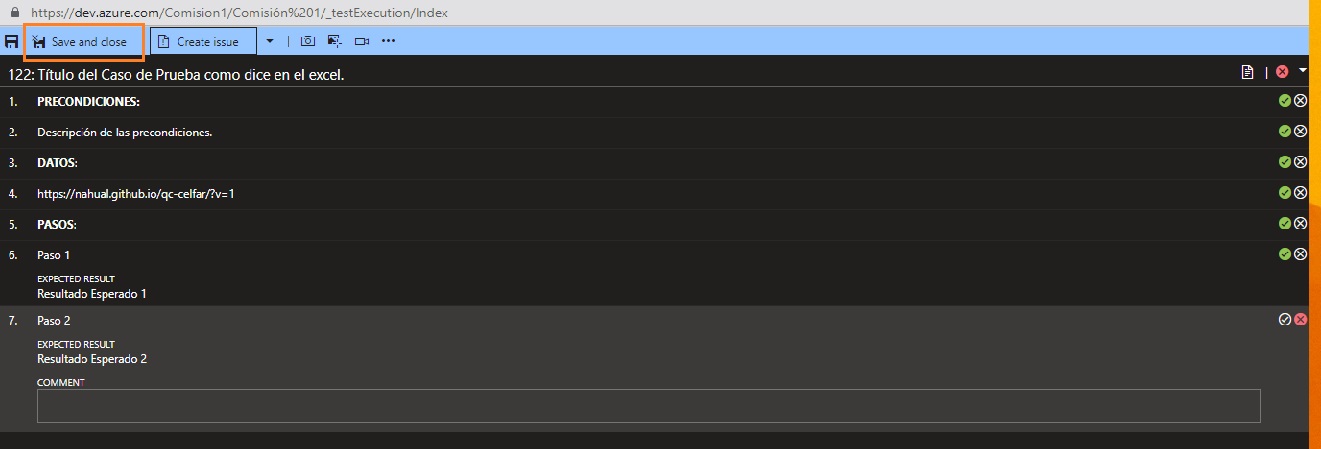 https://dev.azure.com/Comision1/Comisión%201/_testExecution/Index
Save and close
Create issue
122: Título del Caso de Prueba como dice en el excel.
1. PRECONDICIONES:
2. Descripción de las precondiciones.
3. DATOS:
4. https://nahual.github.io/qc-celfar/?v=1
5. PASOS:
6. Paso 1
EXPECTED RESULT
Resultado Esperado 1
7. Paso 2
EXPECTED RESULT
Resultado Esperado 2
COMMENT